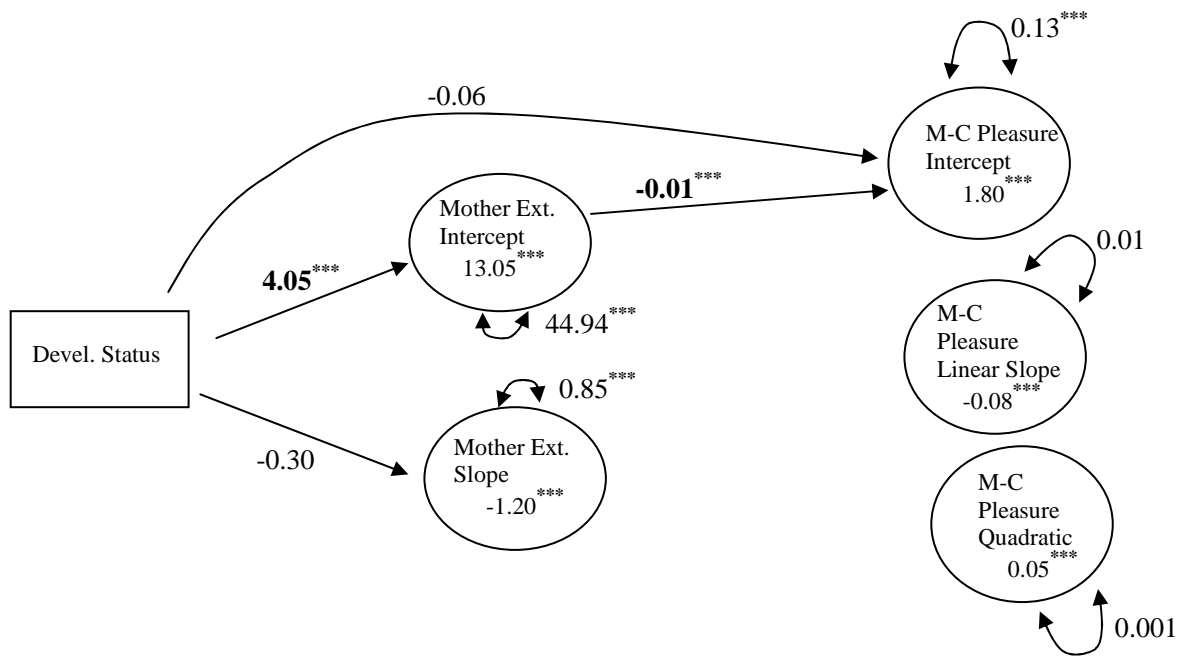 0.13***
-0.06
M-C Pleasure
Intercept
1.80***
-0.01***
Mother Ext.
Intercept
13.05***
4.05***
44.94***
0.01
M-C
Pleasure
Linear Slope
-0.08***
Devel. Status
0.85***
-0.30
Mother Ext.
Slope
-1.20***
M-C
Pleasure
Quadratic
0.05***
0.001